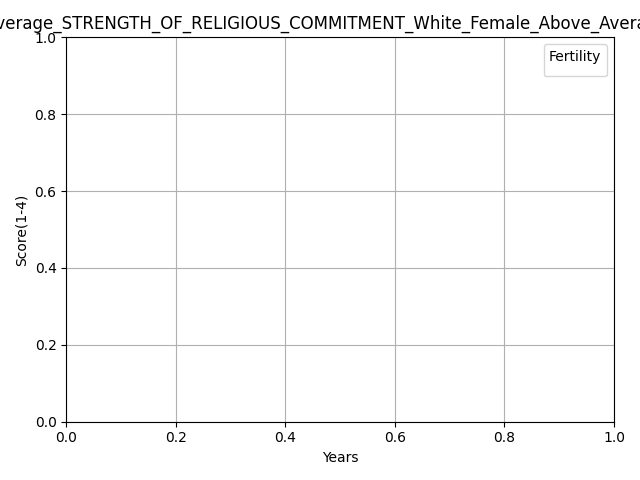 verage_STRENGTH_OF_RELIGIOUS_COMMITMENT_White_Female_Above_Avera
Fertility
1.0
0.8
0.6
0.4
0.2
0.0
Score(1-4)
0.0 0.2 0.4 0.6 0.8 1.0
Years